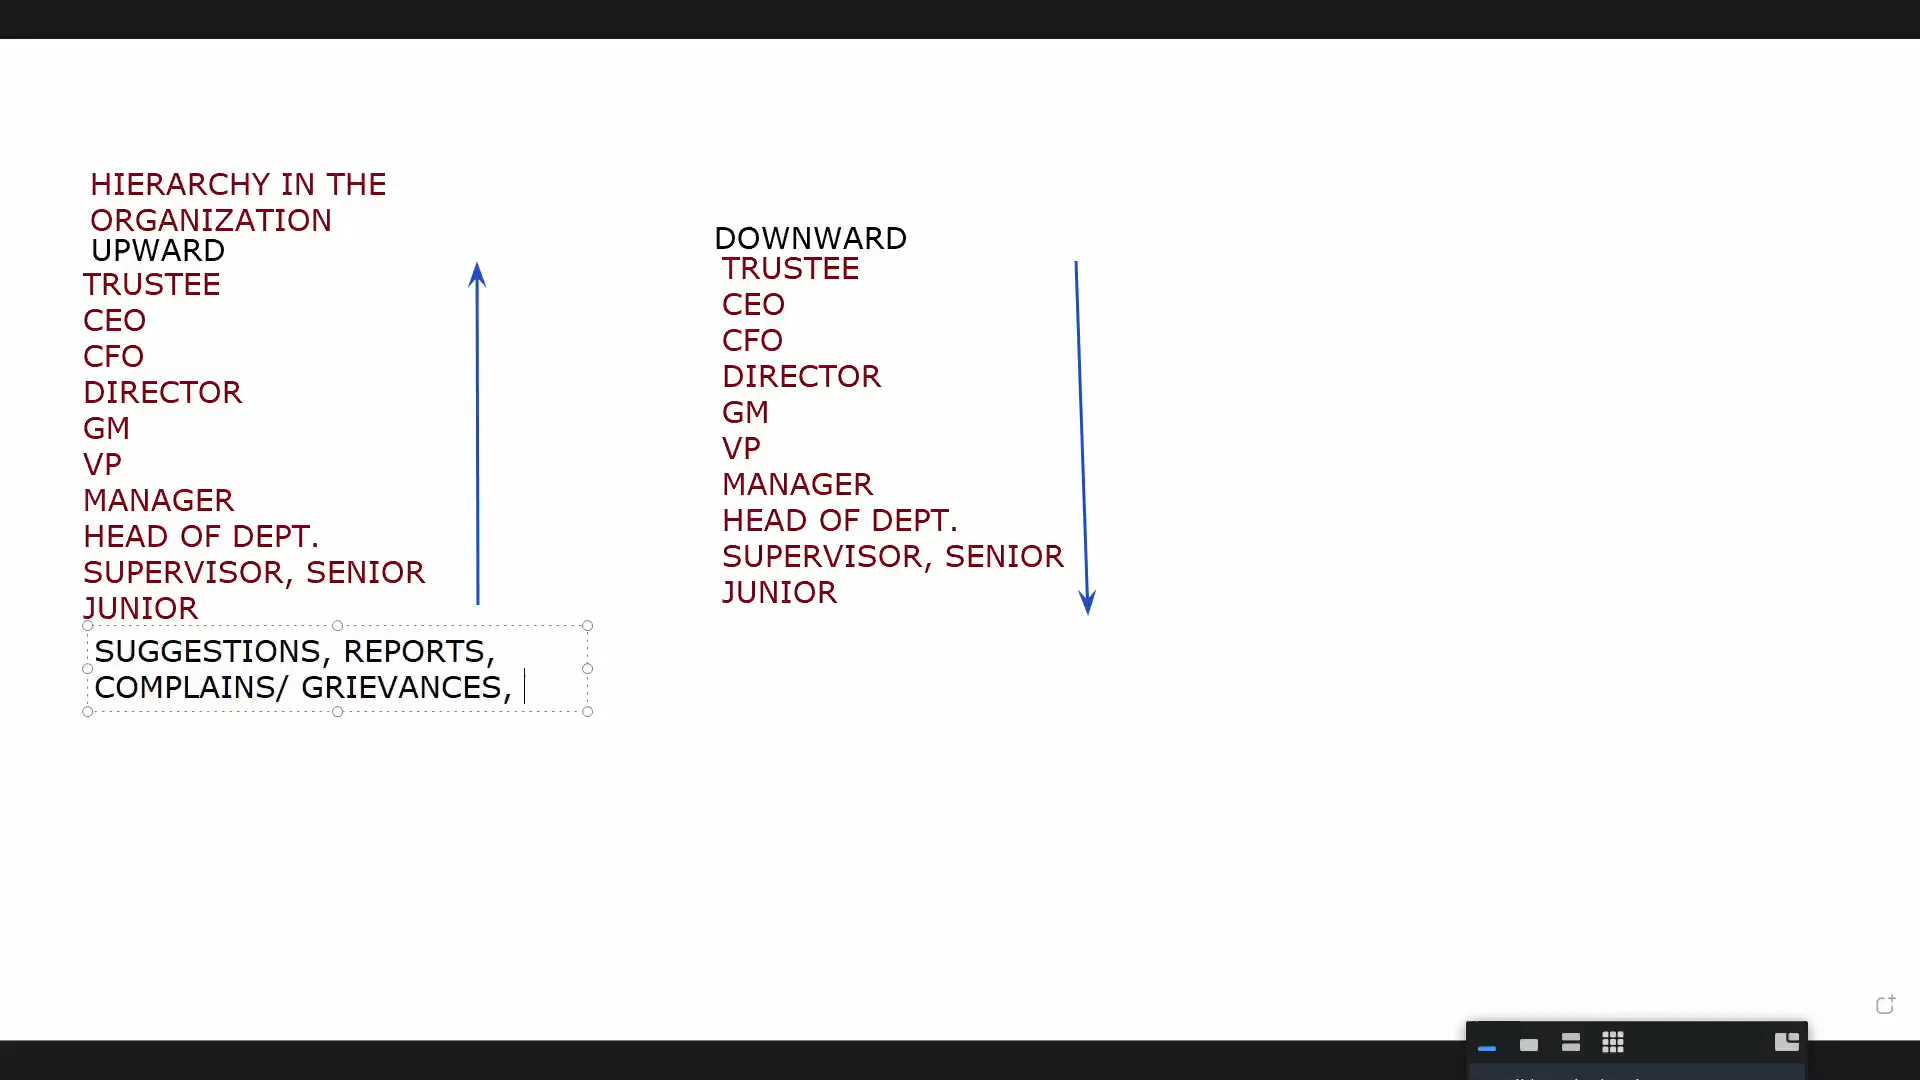 HIERARCHY IN THE
ORGANIZATION
UPWARD
TRUSTEE
CEO
CFO
DIRECTOR
GM
VP
MANAGER
HEAD OF DEPT.
SUPERVISOR, SENIOR
JUNIOR
SUGGESTIONS, REPORTS,
COMPLAINS/ GRIEVANCES,
DOWNWARD
TRUSTEE
CEO
CFO
DIRECTOR
GM
VP
MANAGER
HEAD OF DEPT.
SUPERVISOR, SENIOR
JUNIOR